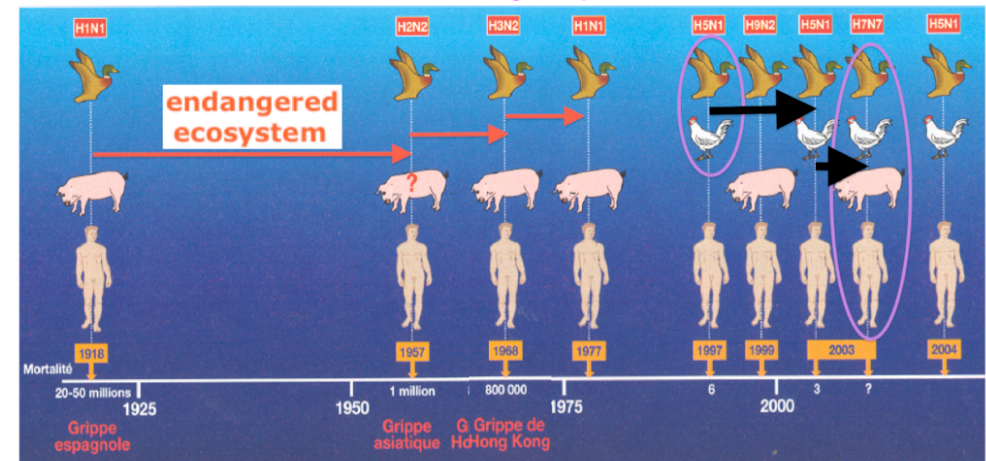 H1N1 H2N2 H3N2 H1N1 H5N1 H9N2 H5N1 H7N7 H5N1
endangered
ecosystem
?
1918 1957 1968 1977 1997 1999 2003 2004
Mortalité
20-50 millions 1 million 800 000 6 3 ?
1925 1950 1975 2000
Grippe
espagnole
Grippe
asiatique
G Grippe de
HcHong Kong